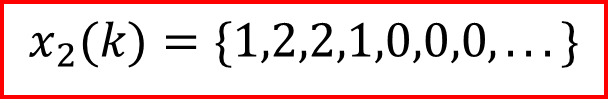 x₂(k) = {1,2,2,1,0,0,0,...}